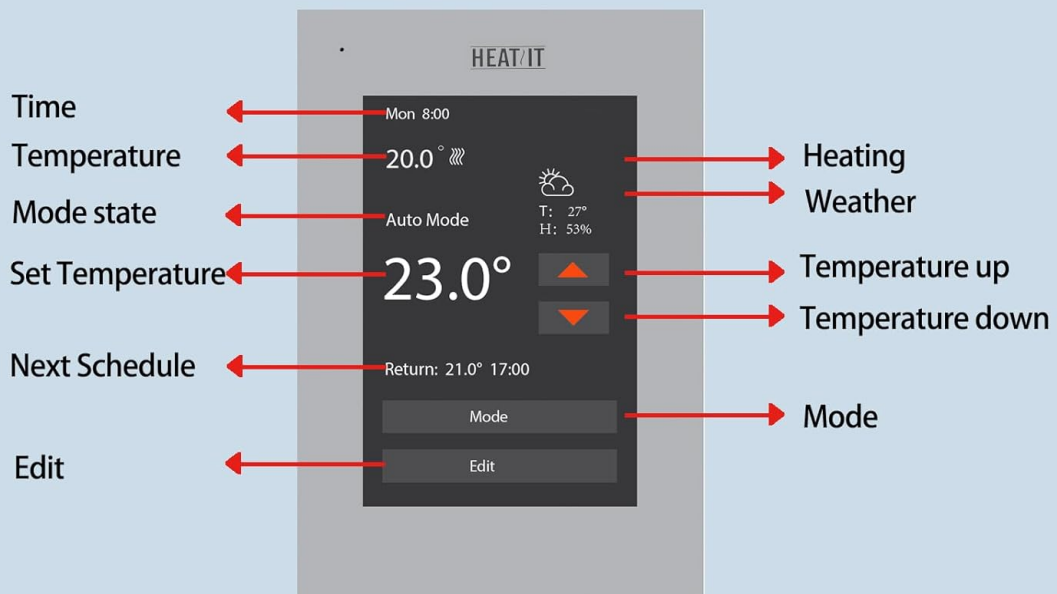 HEAT IT
Time
Mon 8:00
Temperature
20.0°
Heating
Weather
Mode state
Auto Mode
T: 27°
H: 53%
Set Temperature
23.0°
Temperature up
Temperature down
Next Schedule
Return: 21.0° 17:00
Mode
Mode
Edit
Edit